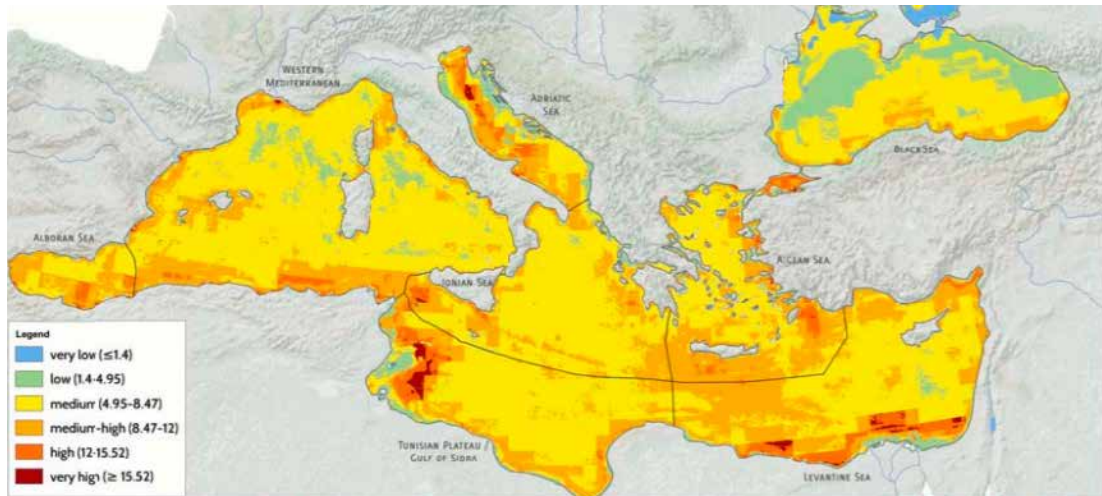 WESTERN
MEDITERRANEAN
ADRIATIC
SEA
BLACK SEA
ALBORAN SEA
IONIAN SEA
AEGEAN SEA
Legend
very low (≤1.4)
low (1.4-4.95)
medium (4.95-8.47)
medium-high (8.47-12)
high (12-15.52)
very high (≥ 15.52)
TUNISIAN PLATEAU /
GULF OF SIDRA
LEVANTINE SEA